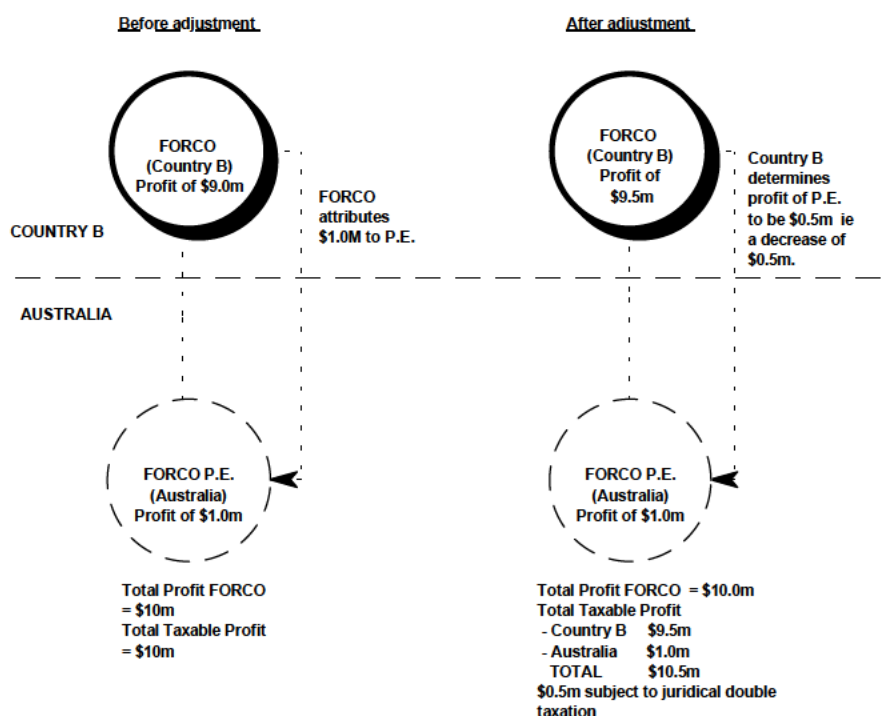 Before adjustment
FORCO
(Country B)
Profit of $9.0m
FORCO
attributes
$1.0M to P.E.
COUNTRY B
AUSTRALIA
FORCO P.E.
(Australia)
Profit of $1.0m
Total Profit FORCO
= $10m
Total Taxable Profit
= $10m
After adjustment
FORCO
(Country B)
Profit of
$9.5m
Country B
determines
profit of P.E.
to be $0.5m ie
a decrease of
$0.5m.
FORCO P.E.
(Australia)
Profit of $1.0m
Total Profit FORCO = $10.0m
Total Taxable Profit
- Country B $9.5m
- Australia $1.0m
TOTAL $10.5m
$0.5m subject to juridical double
taxation